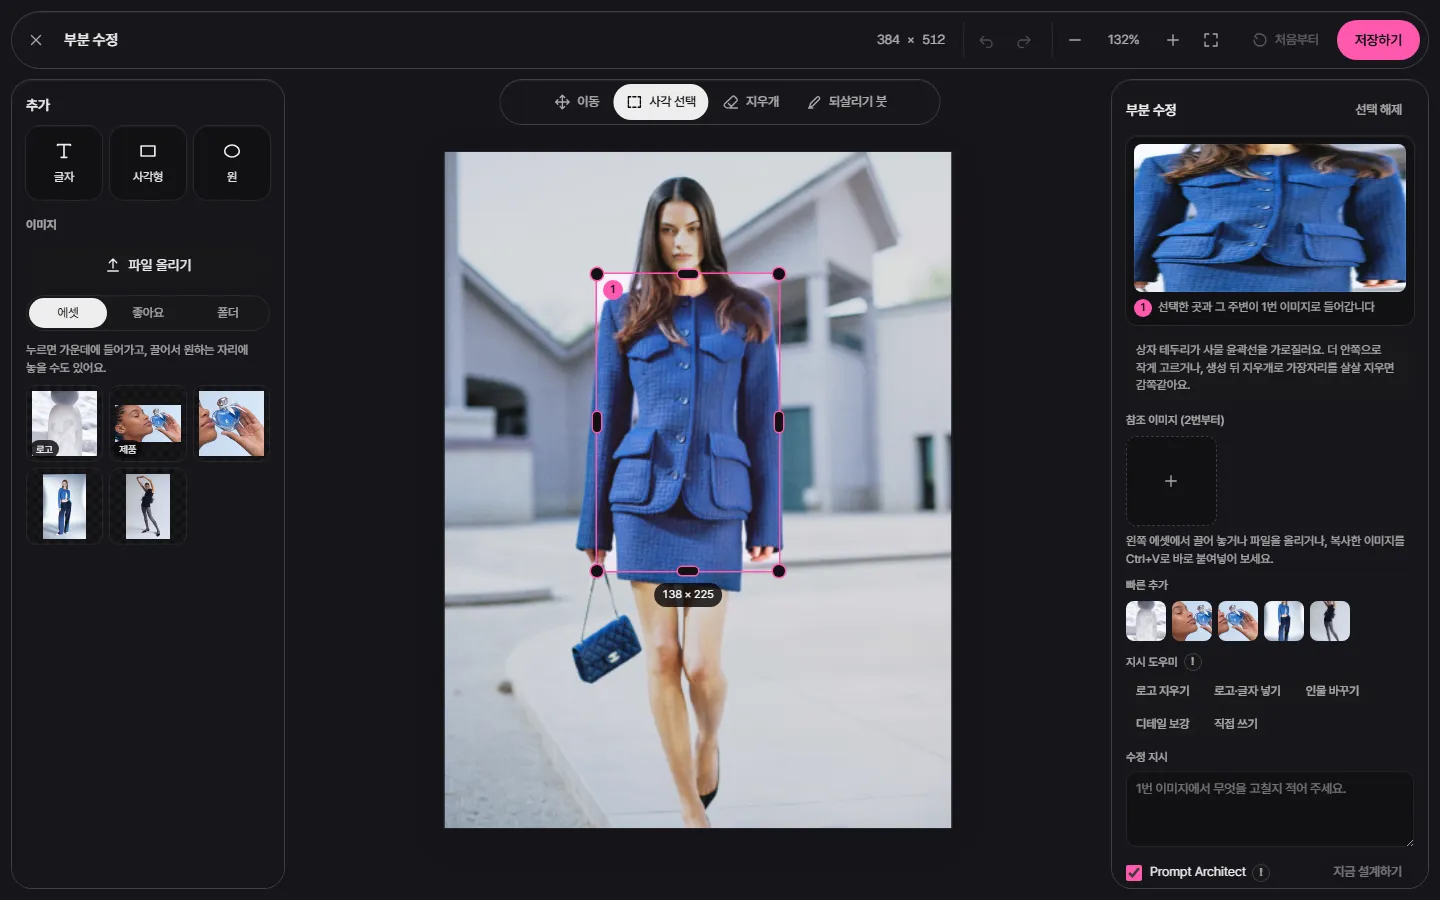 부분 수정
384 × 512
132%
처음부터
저장하기
추가
글자
사각형
원
이미지
파일 올리기
에셋
좋아요
폴더
누르면 가운데에 들어가고, 끌어서 원하는 자리에
놓을 수도 있어요.
로고
제품
이동
사각 선택
지우개
되살리기 붓
1
138 × 225
부분 수정
선택 해제
1 선택한 곳과 그 주변이 1번 이미지로 들어갑니다
상자 테두리가 사물 윤곽선을 가로질러요. 더 안쪽으로
작게 고르거나, 생성 뒤 지우개로 가장자리를 살살 지우면
감쪽같아요.
참조 이미지 (2번부터)
왼쪽 에셋에서 끌어 놓거나 파일을 올리거나, 복사한 이미지를
Ctrl+V로 바로 붙여넣어 보세요.
빠른 추가
지시 도우미 !
로고 지우기
로고·글자 넣기
인물 바꾸기
디테일 보강
직접 쓰기
수정 지시
1번 이미지에서 무엇을 고칠지 적어 주세요.
Prompt Architect !
지금 설계하기